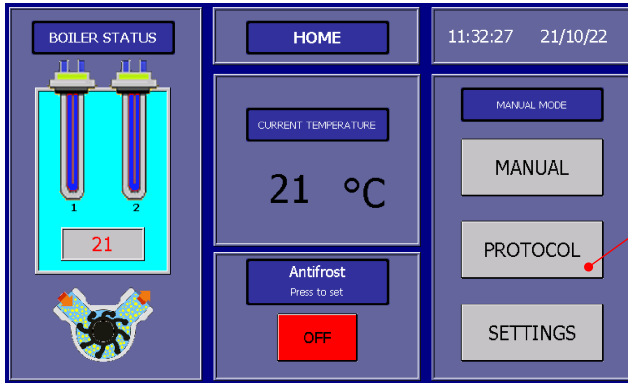 BOILER STATUS
HOME
11:32:27 21/10/22
1 2
21
CURRENT TEMPERATURE
21 °C
Antifrost
Press to set
OFF
MANUAL MODE
MANUAL
PROTOCOL
SETTINGS